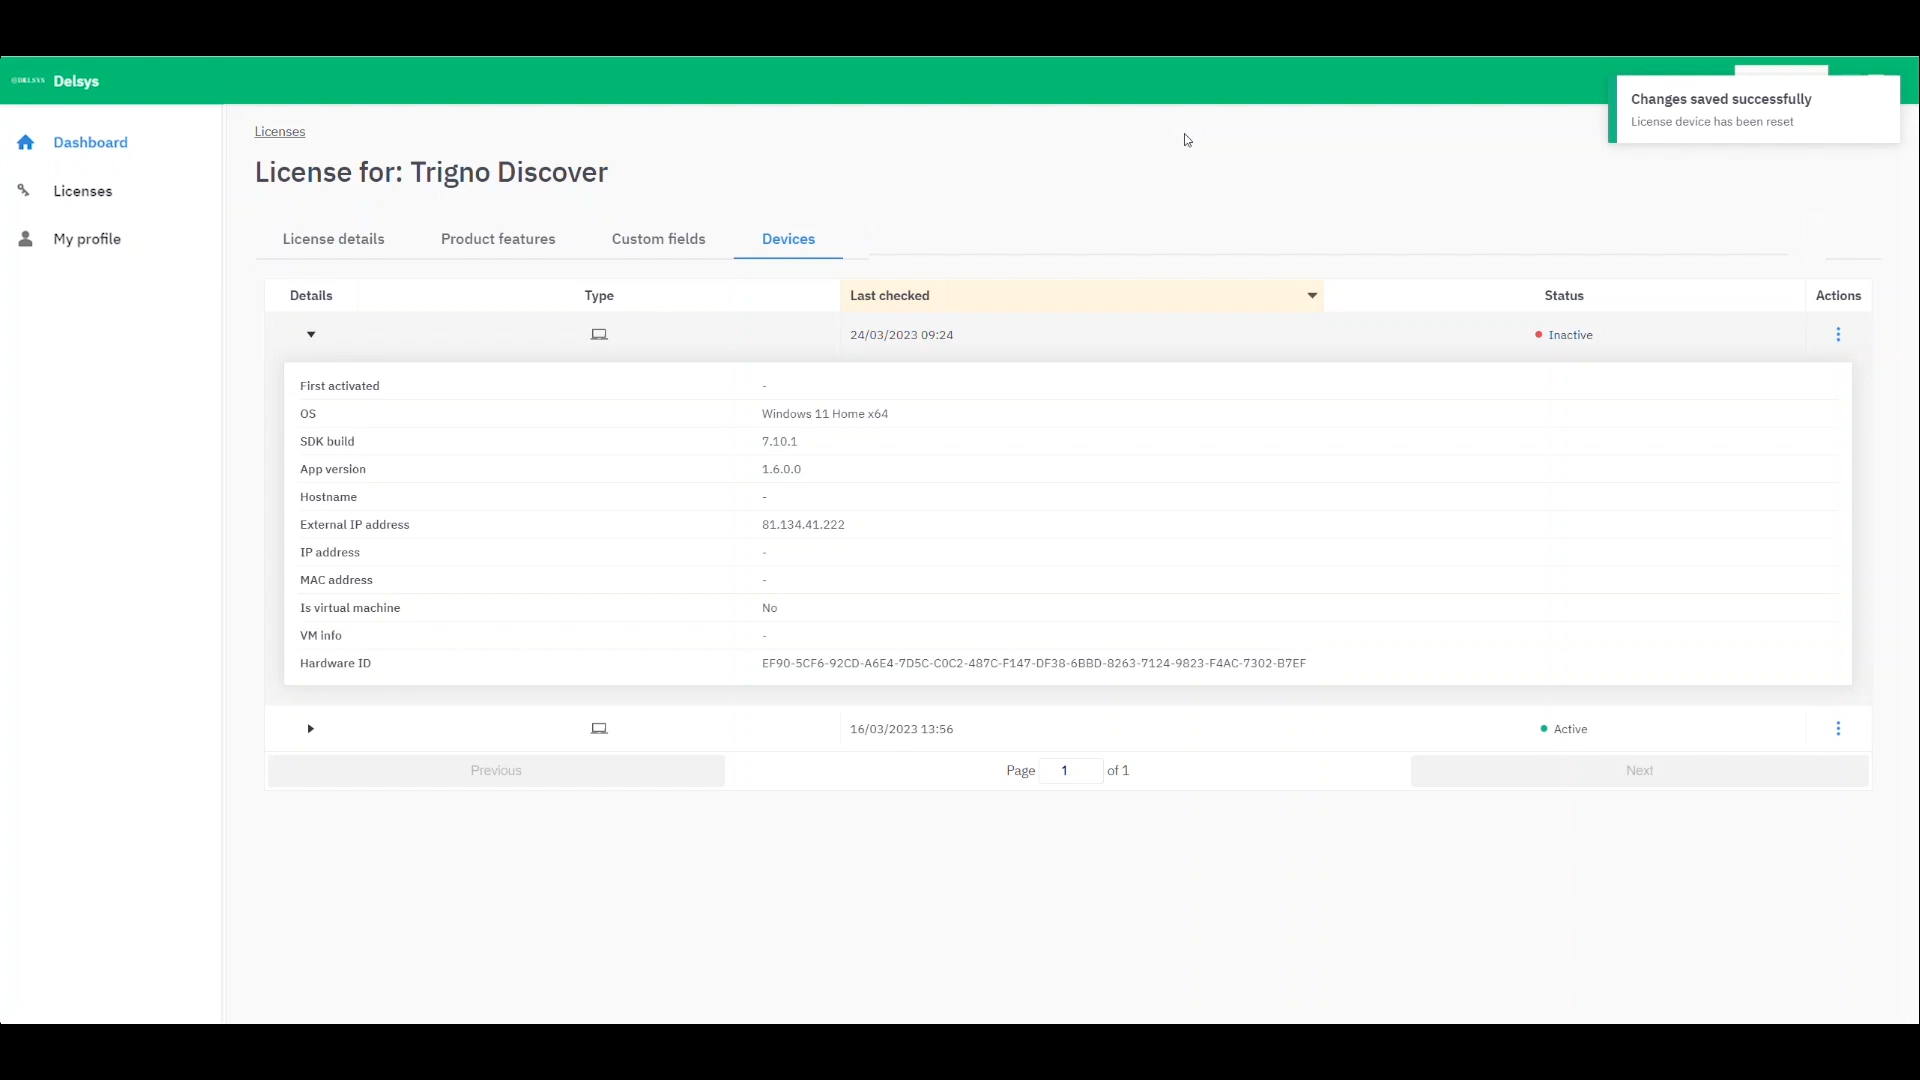 DELSYS Delsys
Changes saved successfully
License device has been reset
Dashboard
Licenses
My profile
Licenses
License for: Trigno Discover
License details Product features Custom fields Devices
Details Type Last checked Status Actions
24/03/2023 09:24 Inactive
First activated -
OS Windows 11 Home x64
SDK build 7.10.1
App version 1.6.0.0
Hostname -
External IP address 81.134.41.222
IP address -
MAC address -
Is virtual machine No
VM info -
Hardware ID EF90-5CF6-92CD-A6E4-7D5C-C0C2-487C-F147-DF38-6BBD-8263-7124-9823-F4AC-7302-B7EF
16/03/2023 13:56 Active
Previous Page 1 of 1 Next